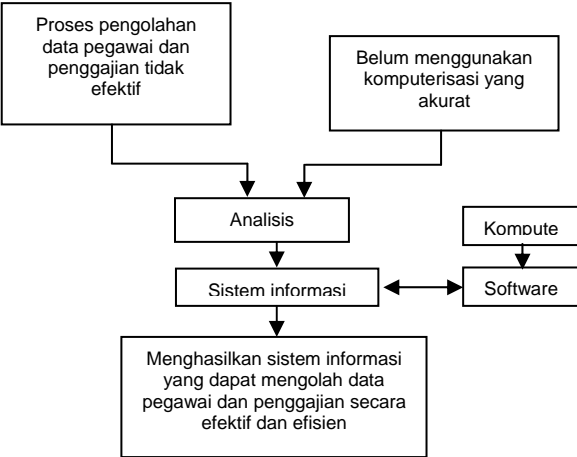 Proses pengolahan
data pegawai dan
penggajian tidak
efektif
Belum menggunakan
komputerisasi yang
akurat
Analisis
Kompute
Sistem informasi
Software
Menghasilkan sistem informasi
yang dapat mengolah data
pegawai dan penggajian secara
efektif dan efisien